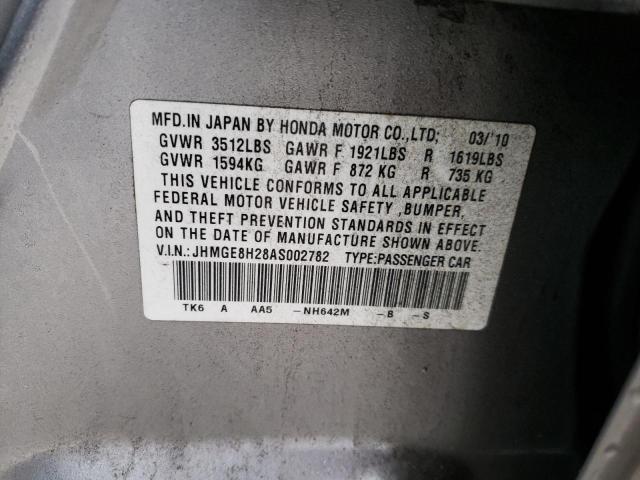 MFD.IN JAPAN BY HONDA MOTOR CO.,LTD; 03/'10
GVWR 3512LBS GAWR F 1921LBS R 1619LBS
GVWR 1594KG GAWR F 872 KG R 735 KG
THIS VEHICLE CONFORMS TO ALL APPLICABLE
FEDERAL MOTOR VEHICLE SAFETY ,BUMPER,
AND THEFT PREVENTION STANDARDS IN EFFECT
ON THE DATE OF MANUFACTURE SHOWN ABOVE.
V.I.N.:JHMGE8H28AS002782 TYPE:PASSENGER CAR
TK6 A AA5 -NH642M -B -S